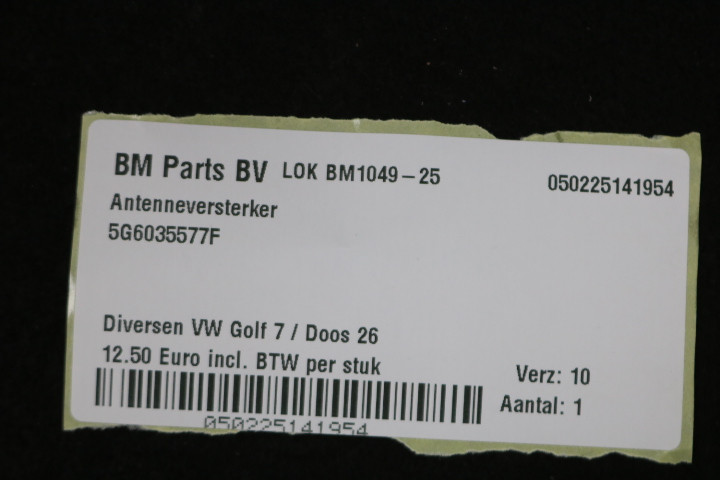 BM Parts BV LOK BM1049-25 050225141954
Antenneversterker
5G6035577F
Diversen VW Golf 7 / Doos 26
12.50 Euro incl. BTW per stuk
Verz: 10
Aantal: 1
050225141954